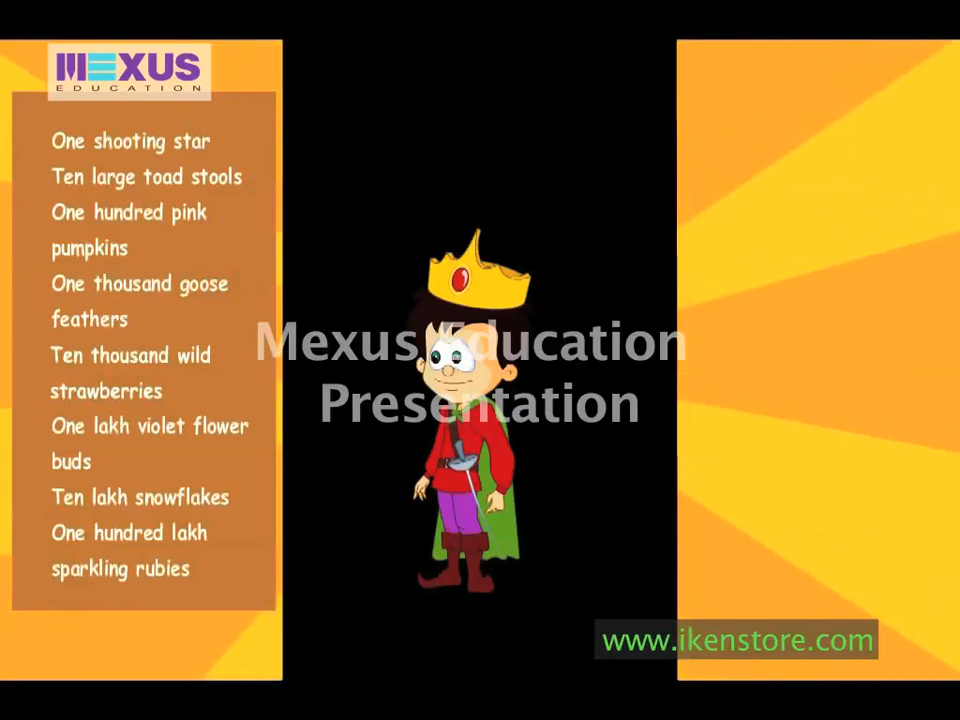 MEXUS
EDUCATION
One shooting star
Ten large toad stools
One hundred pink
pumpkins
One thousand goose
feathers
Ten thousand wild
strawberries
One lakh violet flower
buds
Ten lakh snowflakes
One hundred lakh
sparkling rubies
Mexus Education
Presentation
www.ikenstore.com